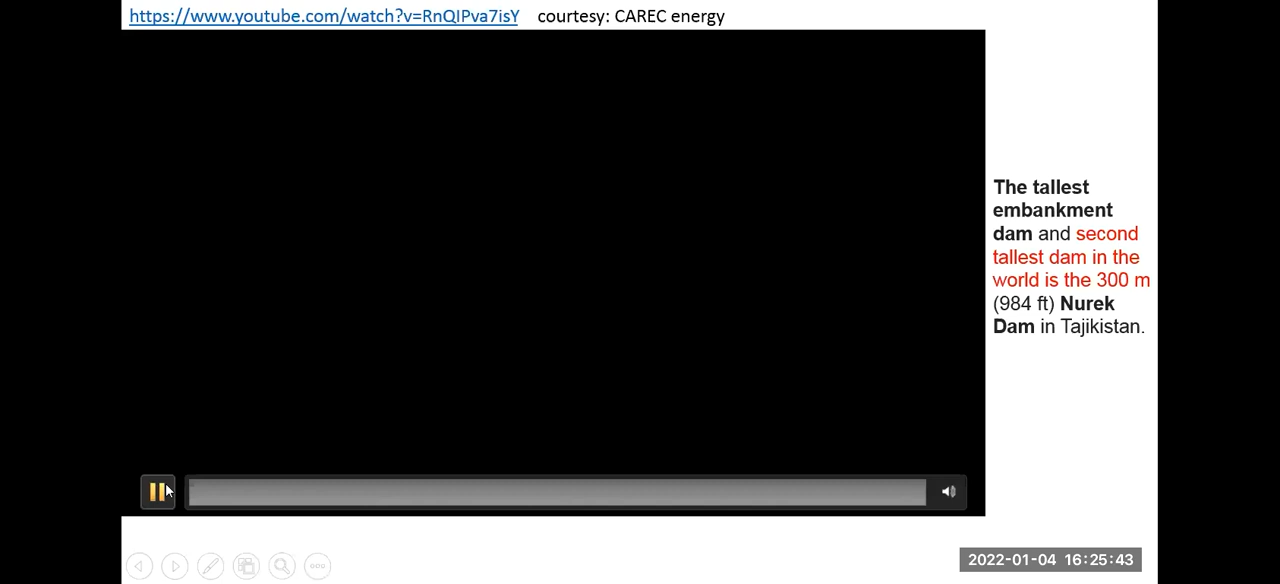 https://www.youtube.com/watch?v=RnQIPva7isY courtesy: CAREC energy
The tallest
embankment
dam and second
tallest dam in the
world is the 300 m
(984 ft) Nurek
Dam in Tajikistan.
2022-01-04 16:25:43